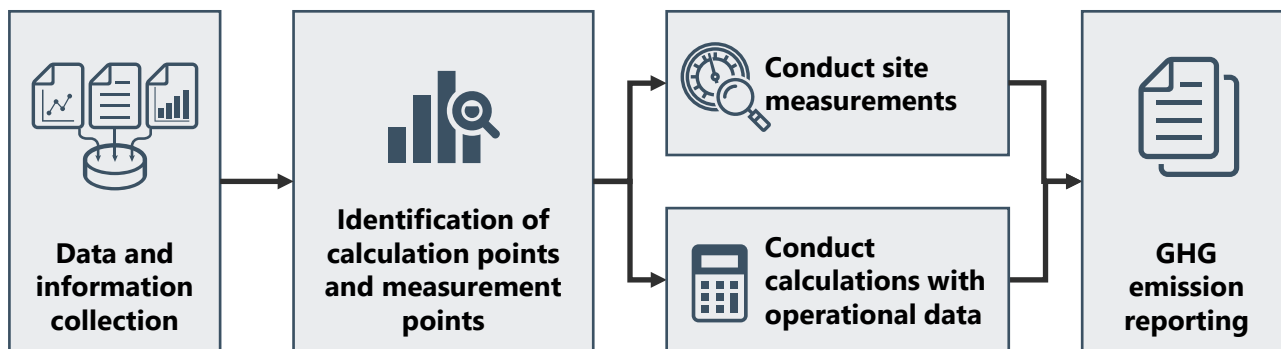 Data and
information
collection
Identification of
calculation points
and measurement
points
Conduct site
measurements
Conduct
calculations with
operational data
GHG
emission
reporting